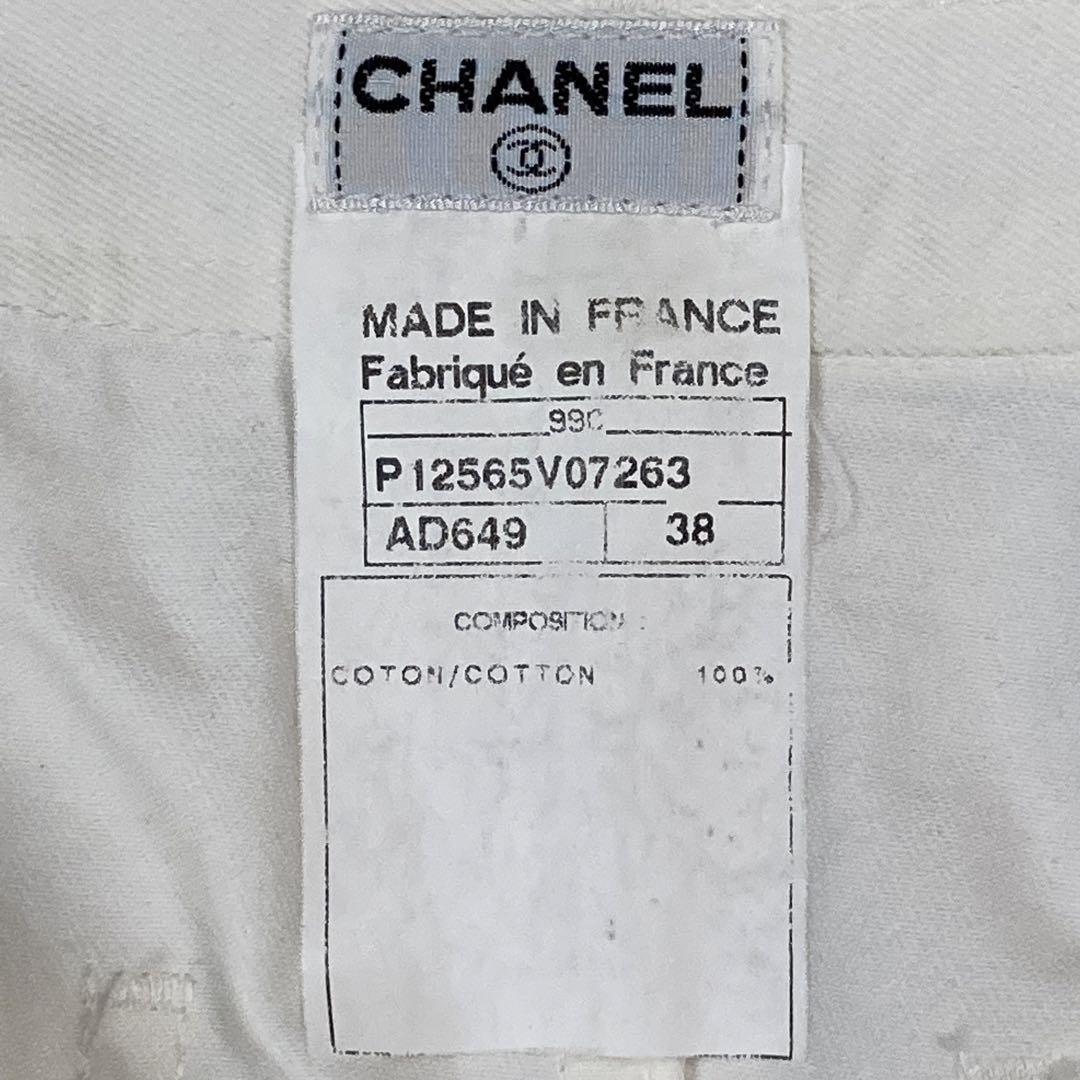 CHANEL
MADE IN FRANCE
Fabriqué en France
99C
P12565V07263
AD649 38
COMPOSITION :
COTON/COTTON 100%